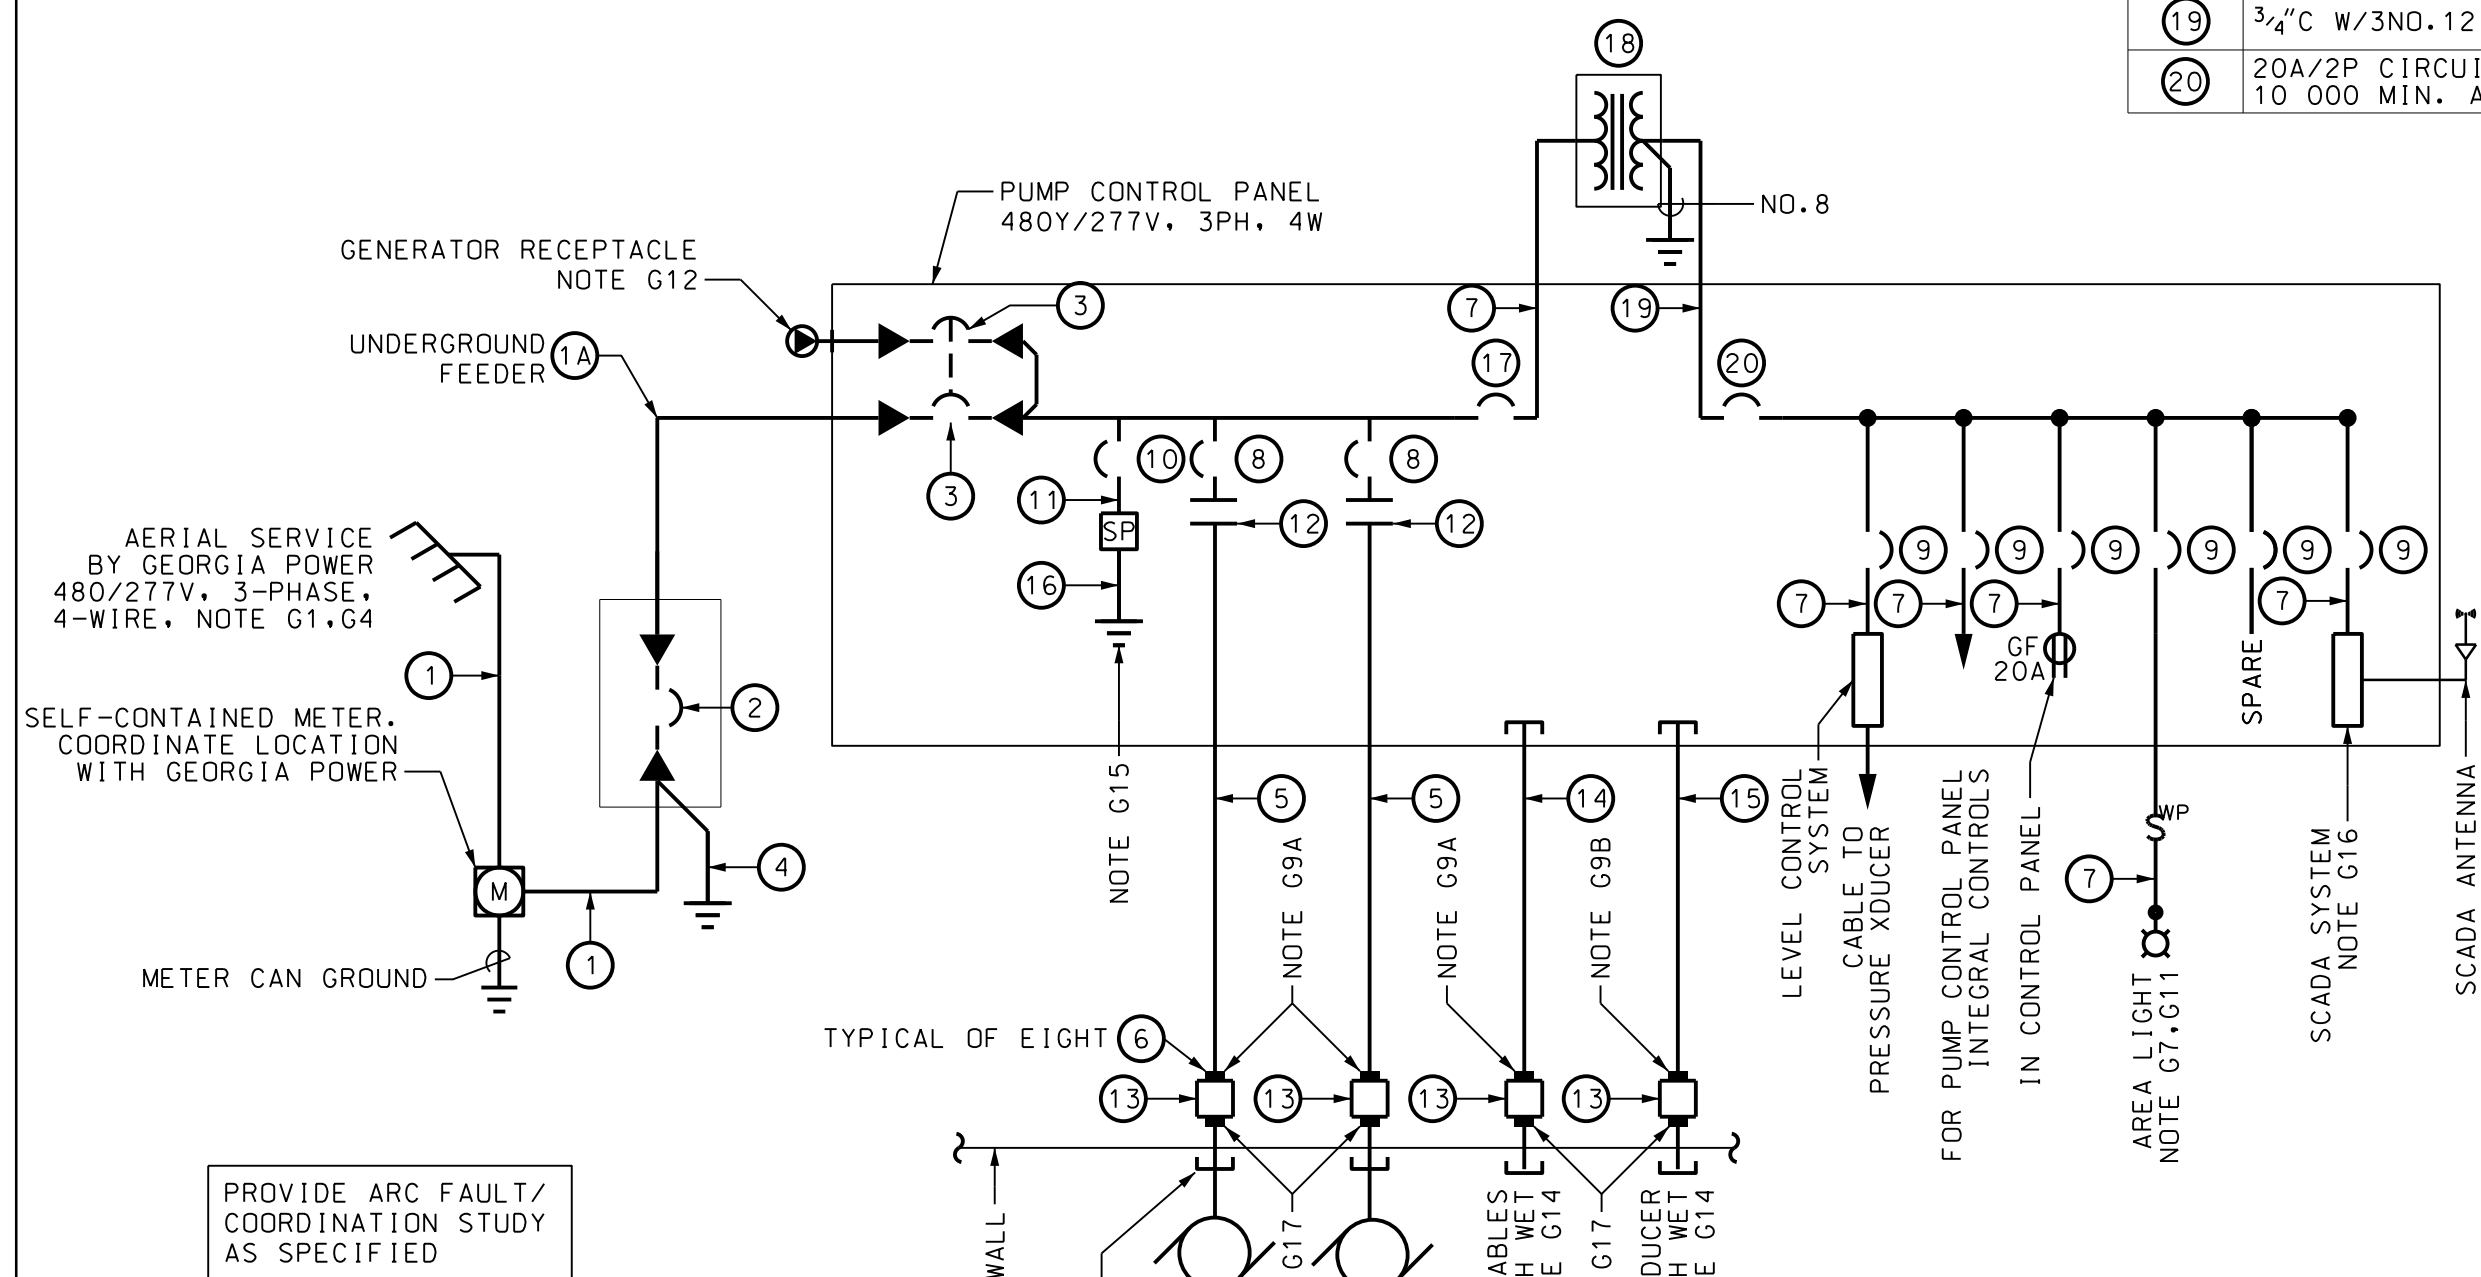 19
3/4"C W/3NO.12
20
20A/2P
10 000 MIN.
18
NO.8
PUMP CONTROL PANEL
480Y/277V, 3PH, 4W
GENERATOR RECEPTACLE
NOTE G12
UNDERGROUND
FEEDER
1A
3
7
19
17
20
3
10
8
8
11
12
12
SP
16
9
9
9
9
9
9
7
7
7
7
GF
20A
SPARE
AERIAL SERVICE
BY GEORGIA POWER
480/277V, 3-PHASE,
4-WIRE, NOTE G1,G4
1
2
SELF-CONTAINED METER.
COORDINATE LOCATION
WITH GEORGIA POWER
M
4
1
METER CAN GROUND
NOTE G15
5
5
14
15
NOTE G9A
NOTE G9A
NOTE G9B
LEVEL CONTROL
SYSTEM
CABLE TO
PRESSURE XDUCER
FOR PUMP CONTROL PANEL
INTEGRAL CONTROLS
IN CONTROL PANEL
WP
7
AREA LIGHT
NOTE G7,G11
SCADA SYSTEM
NOTE G16
SCADA ANTENNA
TYPICAL OF EIGHT
6
13
13
13
13
PROVIDE ARC FAULT/
COORDINATION STUDY
AS SPECIFIED
WALL
G17
WET
G14
G17
WET
G14